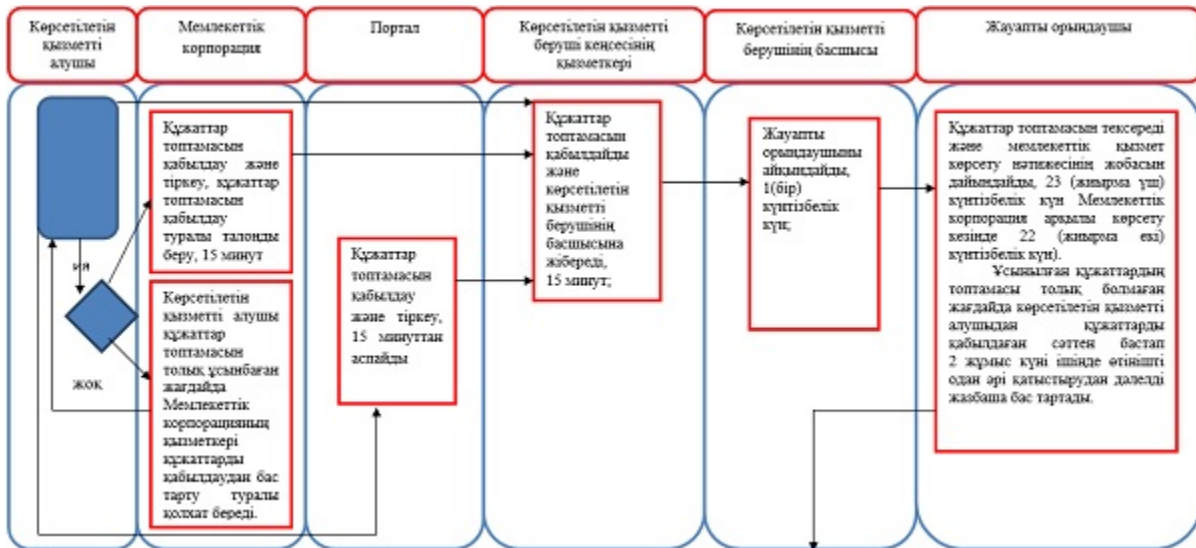 Көрсетілетін
қызметті
алушы
Мемлекеттік
корпорация
Портал
Көрсетілетін қызметті
беруші кеңсесінің
қызметкері
Көрсетілетін қызметті
берушінің басшысы
Жауапты орындаушы
ия
жоқ
Құжаттар
топтамасын
қабылдау және
тіркеу, құжаттар
топтамасын
қабылдау
туралы талонды
беру, 15 минут
Көрсетілетін
қызметті алушы
құжаттар
топтамасын
толық ұсынбаған
жағдайда
Мемлекеттік
корпорацияның
қызметкері
құжаттарды
қабылдаудан бас
тарту туралы
қолхат береді.
Құжаттар
топтамасын
қабылдау
және тіркеу,
15 минуттан
аспайды
Құжаттар
топтамасын
қабылдайды
және
көрсетілетін
қызметті
берушінің
басшысына
жібереді,
15 минут;
Жауапты
орындаушыны
айқындайды,
1(бір)
күнтізбелік
күн;
Құжаттар топтамасын тексереді
және мемлекеттік қызмет
көрсету нәтижесінің жобасын
дайындайды, 23 (жиырма үш)
күнтізбелік күн Мемлекеттік
корпорация арқылы көрсету
кезінде 22 (жиырма екі)
күнтізбелік күн).
Ұсынылған құжаттардың
топтамасы толық болмаған
жағдайда көрсетілетін қызметті
алушыдан құжаттарды
қабылдаған сәттен бастап
2 жұмыс күні ішінде өтінішті
одан әрі қатыстырудан дәлелді
жазбаша бас тартады.